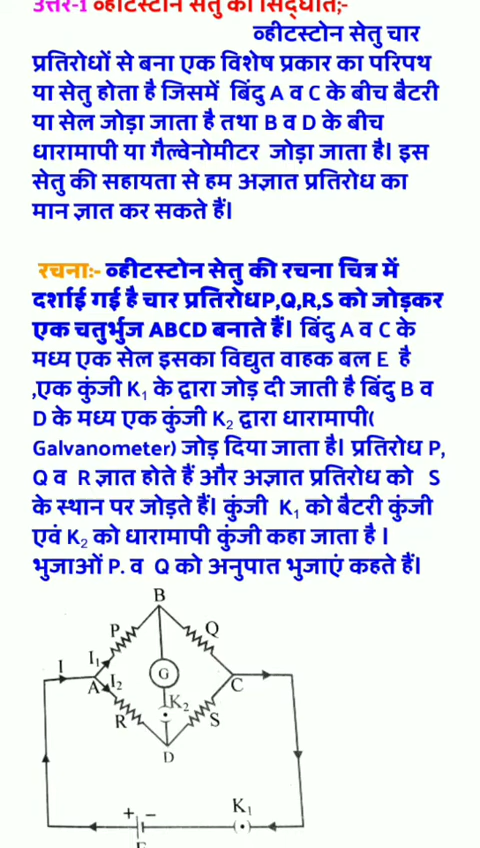 उत्तर-1 व्हीटस्टोन सेतु का सिद्धांत;-
व्हीटस्टोन सेतु चार
प्रतिरोधों से बना एक विशेष प्रकार का परिपथ
या सेतु होता है जिसमें बिंदु A व C के बीच बैटरी
या सेल जोड़ा जाता है तथा B व D के बीच
धारामापी या गैल्वेनोमीटर जोड़ा जाता है। इस
सेतु की सहायता से हम अज्ञात प्रतिरोध का
मान ज्ञात कर सकते हैं।
रचना:- व्हीटस्टोन सेतु की रचना चित्र में
दर्शाई गई है चार प्रतिरोधP,Q,R,S को जोड़कर
एक चतुर्भुज ABCD बनाते हैं। बिंदु A व C के
मध्य एक सेल इसका विद्युत वाहक बल E है
,एक कुंजी K₁ के द्वारा जोड़ दी जाती है बिंदु B व
D के मध्य एक कुंजी K₂ द्वारा धारामापी(
Galvanometer) जोड़ दिया जाता है। प्रतिरोध P,
Q व R ज्ञात होते हैं और अज्ञात प्रतिरोध को S
के स्थान पर जोड़ते हैं। कुंजी K₁ को बैटरी कुंजी
एवं K₂ को धारामापी कुंजी कहा जाता है ।
भुजाओं P. व Q को अनुपात भुजाएं कहते हैं।
B
P Q
I I₁ G
A I₂ C
K₂
R S
D
+ − K₁
E